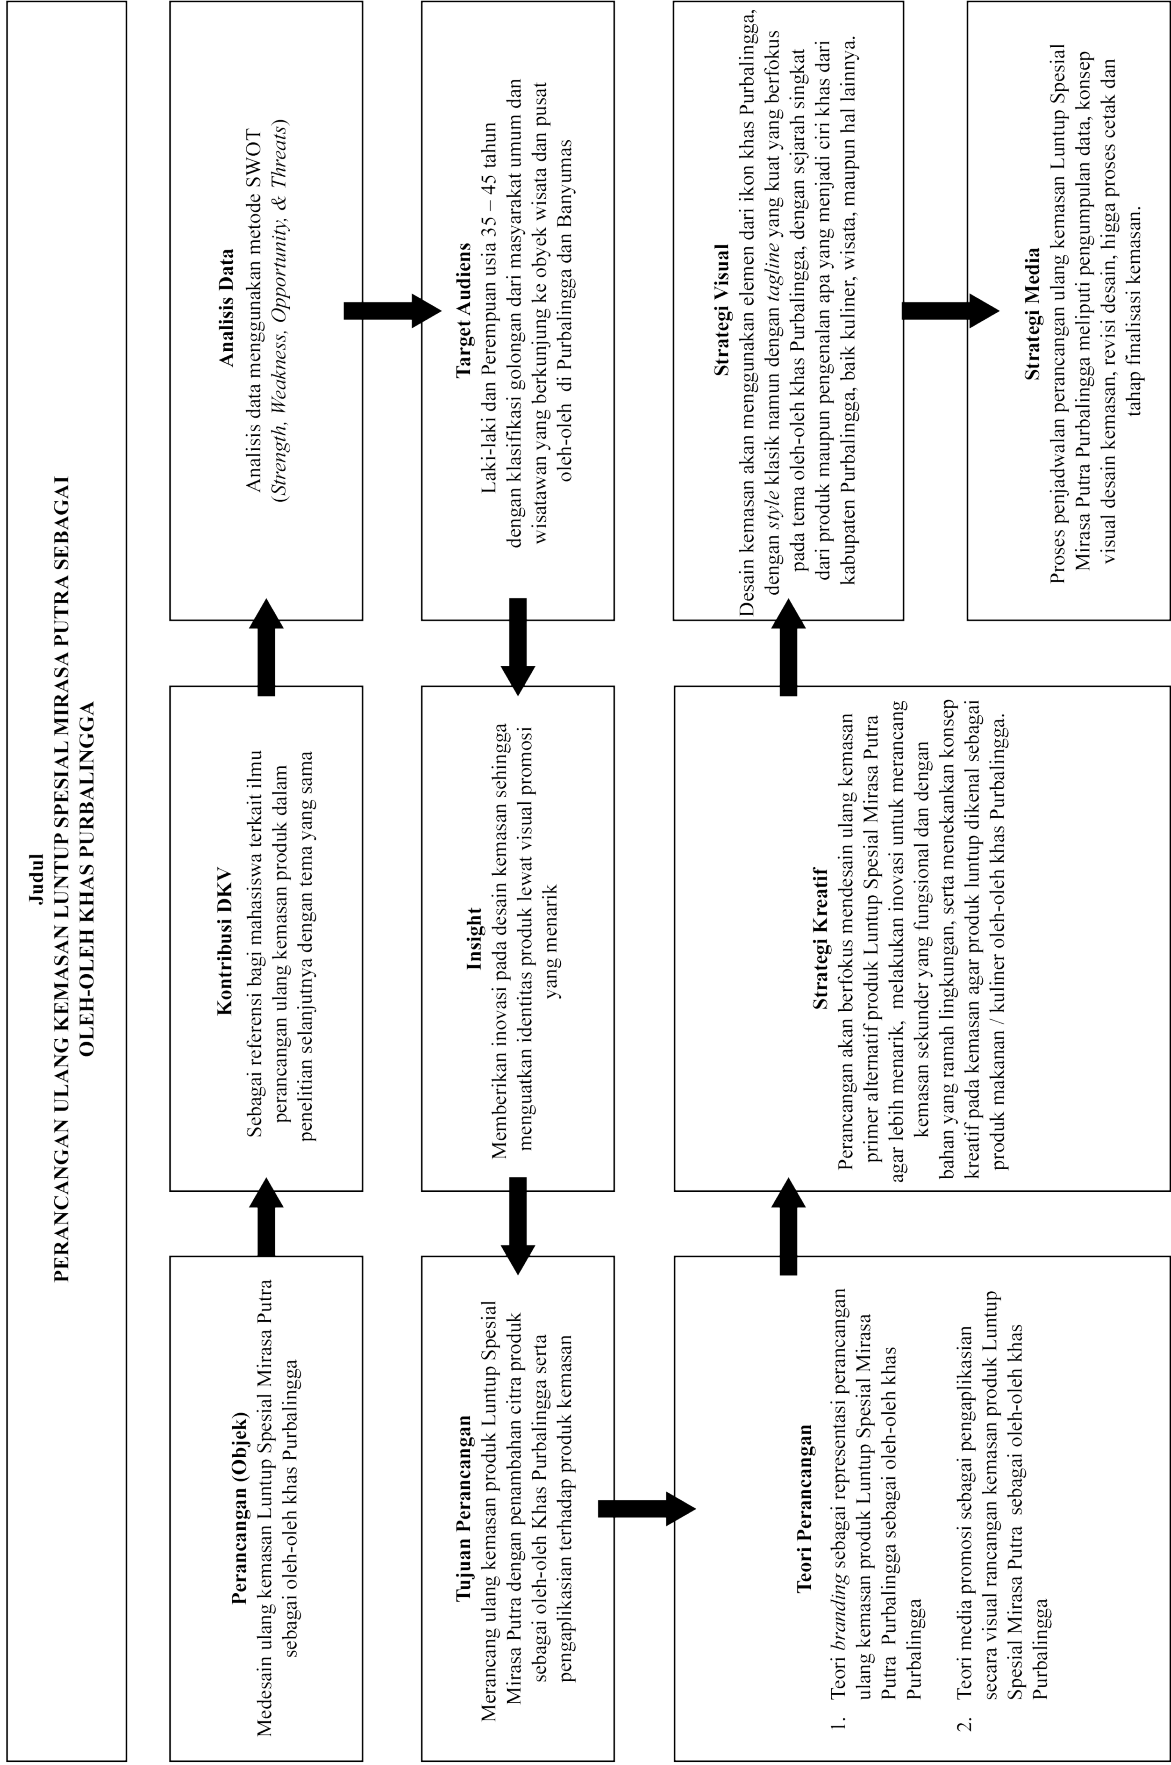 Judul
PERANCANGAN ULANG KEMASAN LUNTUP SPESIAL MIRASA PUTRA SEBAGAI
OLEH-OLEH KHAS PURBALINGGA
Perancangan (Objek)
Medesain ulang kemasan Luntup Spesial Mirasa Putra
sebagai oleh-oleh khas Purbalingga
Kontribusi DKV
Sebagai referensi bagi mahasiswa terkait ilmu
perancangan ulang kemasan produk dalam
penelitian selanjutnya dengan tema yang sama
Analisis Data
Analisis data menggunakan metode SWOT
(Strength, Weakness, Opportunity, & Threats)
Target Audiens
Laki-laki dan Perempuan usia 35 – 45 tahun
dengan klasifikasi golongan dari masyarakat umum dan
wisatawan yang berkunjung ke obyek wisata dan pusat
oleh-oleh di Purbalingga dan Banyumas
Insight
Memberikan inovasi pada desain kemasan sehingga
menguatkan identitas produk lewat visual promosi
yang menarik
Tujuan Perancangan
Merancang ulang kemasan produk Luntup Spesial
Mirasa Putra dengan penambahan citra produk
sebagai oleh-oleh Khas Purbalingga serta
pengaplikasian terhadap produk kemasan
Teori Perancangan
1. Teori branding sebagai representasi perancangan
ulang kemasan produk Luntup Spesial Mirasa
Putra Purbalingga sebagai oleh-oleh khas
Purbalingga
2. Teori media promosi sebagai pengaplikasian
secara visual rancangan kemasan produk Luntup
Spesial Mirasa Putra sebagai oleh-oleh khas
Purbalingga
Strategi Kreatif
Perancangan akan berfokus mendesain ulang kemasan
primer alternatif produk Luntup Spesial Mirasa Putra
agar lebih menarik, melakukan inovasi untuk merancang
kemasan sekunder yang fungsional dan dengan
bahan yang ramah lingkungan, serta menekankan konsep
kreatif pada kemasan agar produk luntup dikenal sebagai
produk makanan / kuliner oleh-oleh khas Purbalingga.
Strategi Visual
Desain kemasan akan menggunakan elemen dari ikon khas Purbalingga,
dengan style klasik namun dengan tagline yang kuat yang berfokus
pada tema oleh-oleh khas Purbalingga, dengan sejarah singkat
dari produk maupun pengenalan apa yang menjadi ciri khas dari
kabupaten Purbalingga, baik kuliner, wisata, maupun hal lainnya.
Strategi Media
Proses penjadwalan perancangan ulang kemasan Luntup Spesial
Mirasa Putra Purbalingga meliputi pengumpulan data, konsep
visual desain kemasan, revisi desain, higga proses cetak dan
tahap finalisasi kemasan.